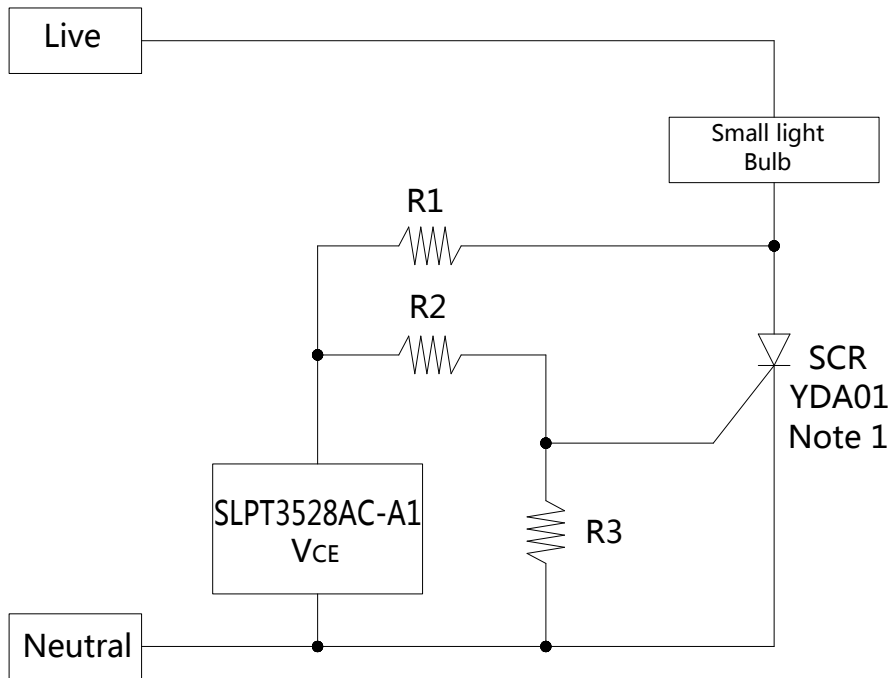 Live
Small light
Bulb
R1
R2
SCR
YDA01
Note 1
SLPT3528AC-A1
VCE
R3
Neutral